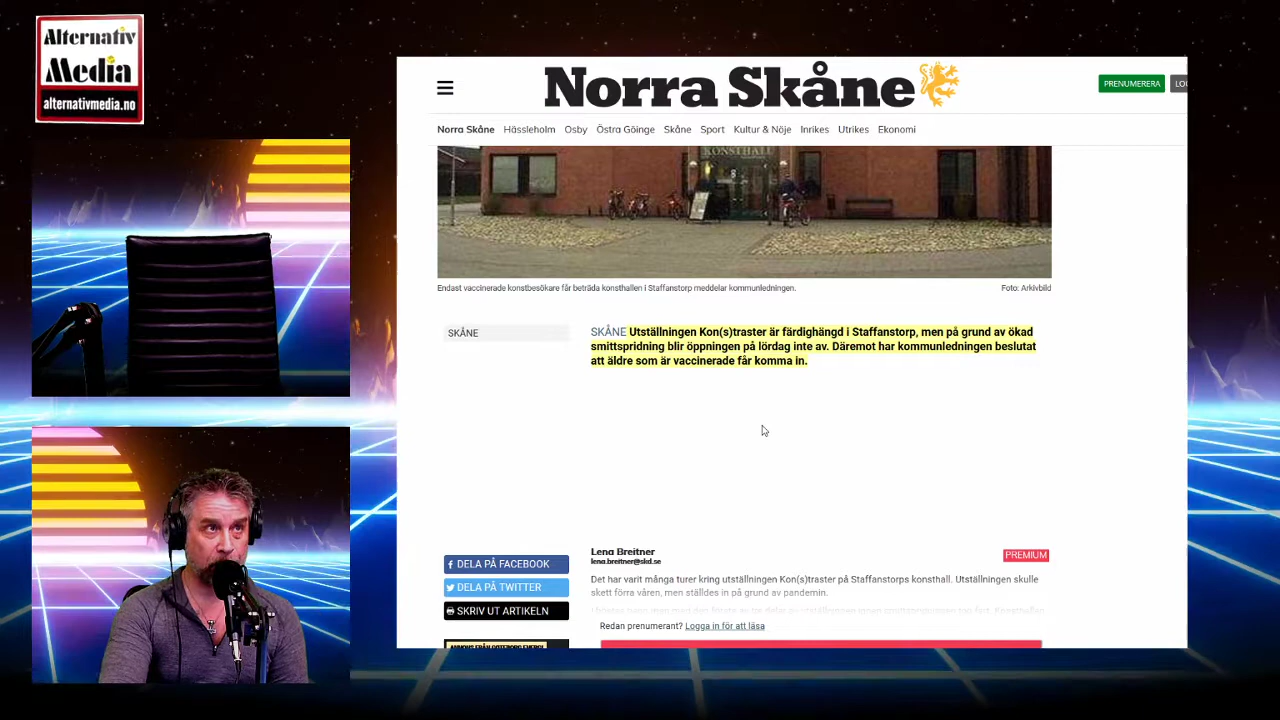 Alternativ
Media
alternativmedia.no
Norra Skåne
PRENUMERERA
Norra Skåne Hässleholm Osby Östra Göinge Skåne Sport Kultur & Nöje Inrikes Utrikes Ekonomi
KONSTHALL
Endast vaccinerade konstbesökare får beträda konsthallen i Staffanstorp meddelar kommunledningen.
Foto: Arkivbild
SKÅNE
SKÅNE Utställningen Kon(s)traster är färdighängd i Staffanstorp, men på grund av ökad
smittspridning blir öppningen på lördag inte av. Däremot har kommunledningen beslutat
att äldre som är vaccinerade får komma in.
DELA PÅ FACEBOOK
DELA PÅ TWITTER
SKRIV UT ARTIKELN
Lena Breitner
lena.breitner@skd.se
PREMIUM
Det har varit många turer kring utställningen Kon(s)traster på Staffanstorps konsthall. Utställningen skulle
skett förra våren, men ställdes in på grund av pandemin.
Redan prenumerant? Logga in för att läsa